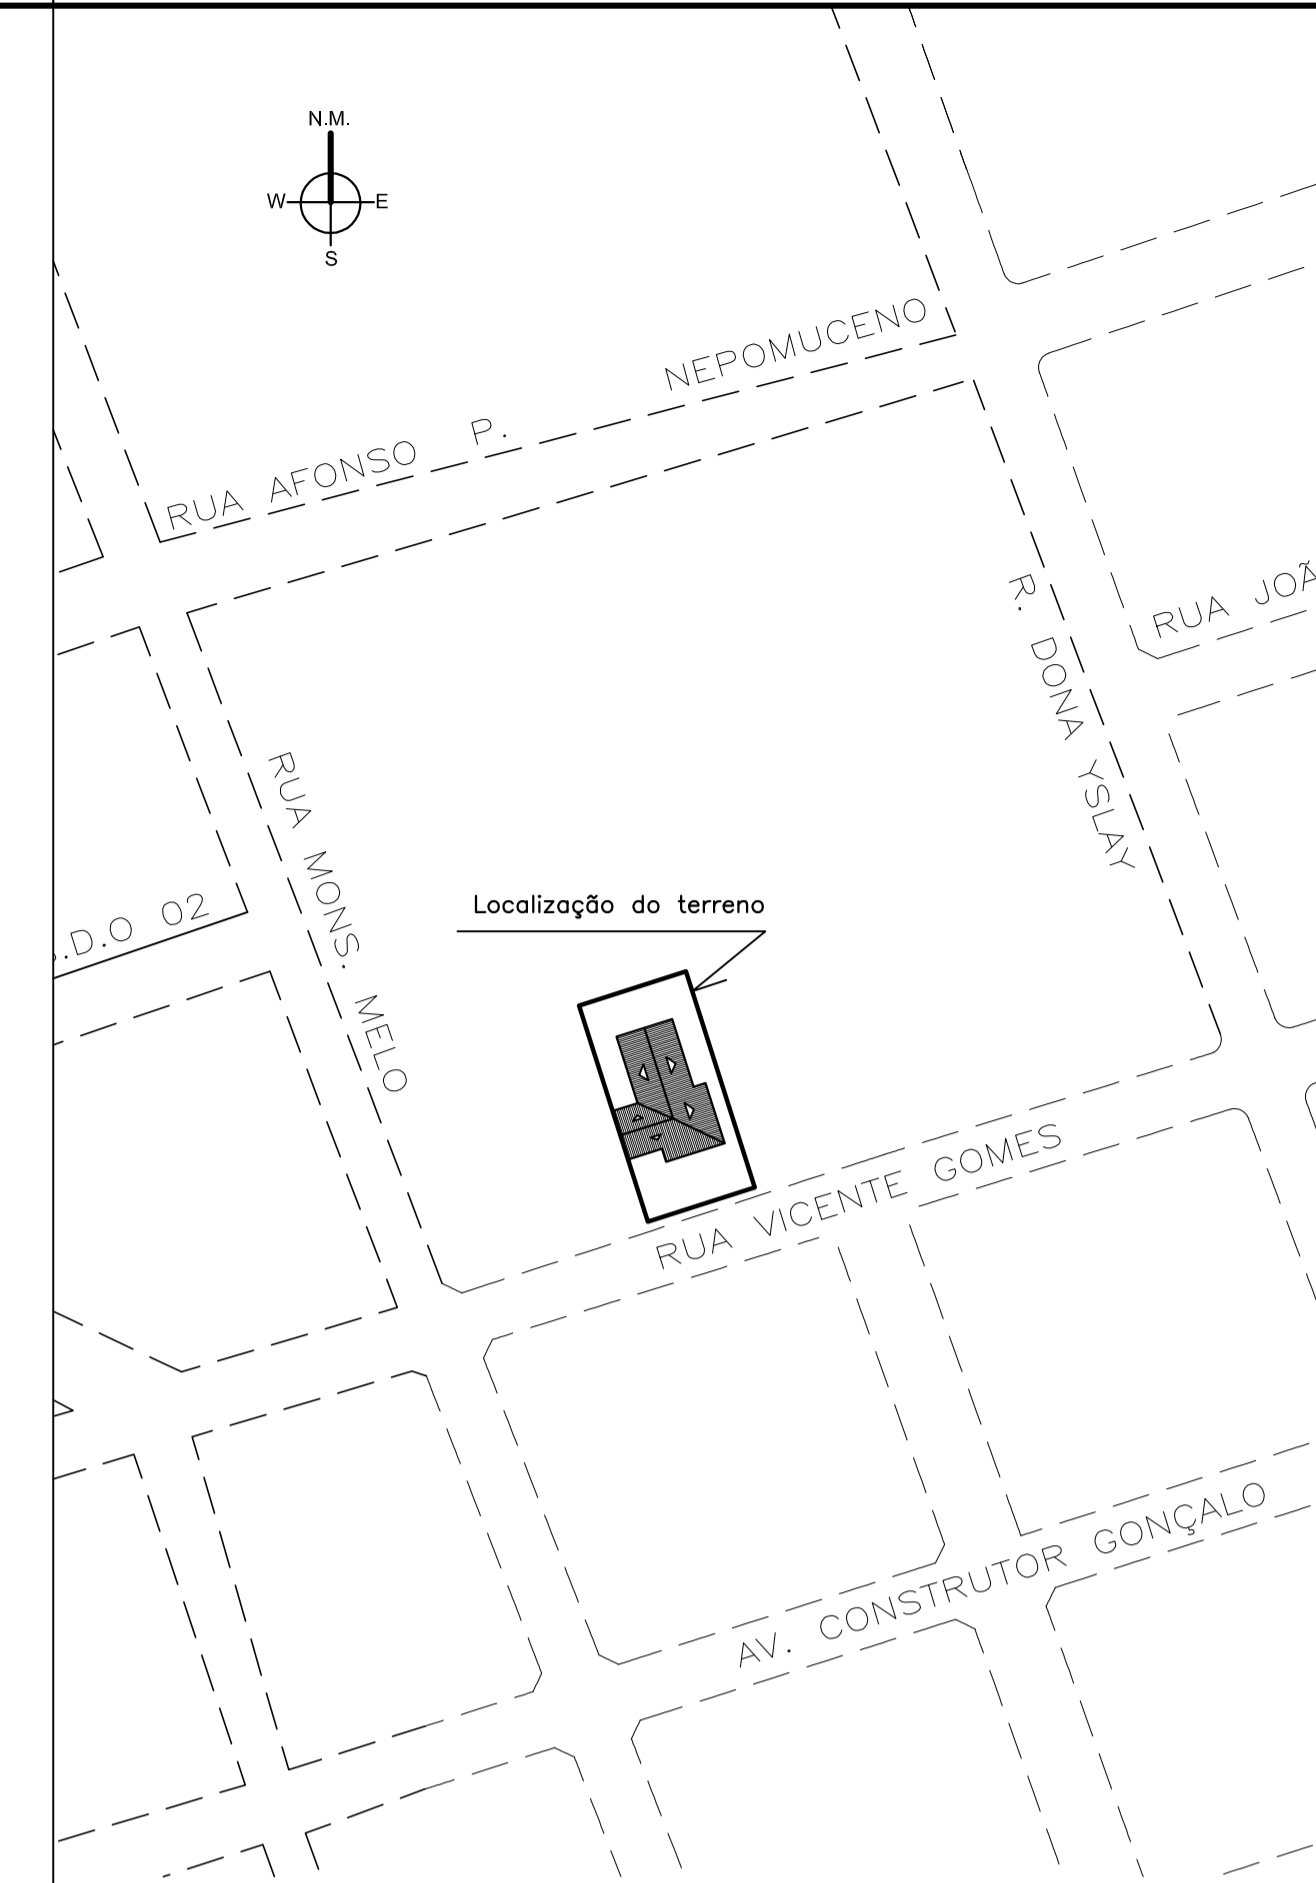 N.M.
W E
S
RUA AFONSO P. NEPOMUCENO
R. DONA YSLAY
RUA JOÃ
RUA MONS. MELO
.D.O 02
Localização do terreno
RUA VICENTE GOMES
AV. CONSTRUTOR GONÇALO